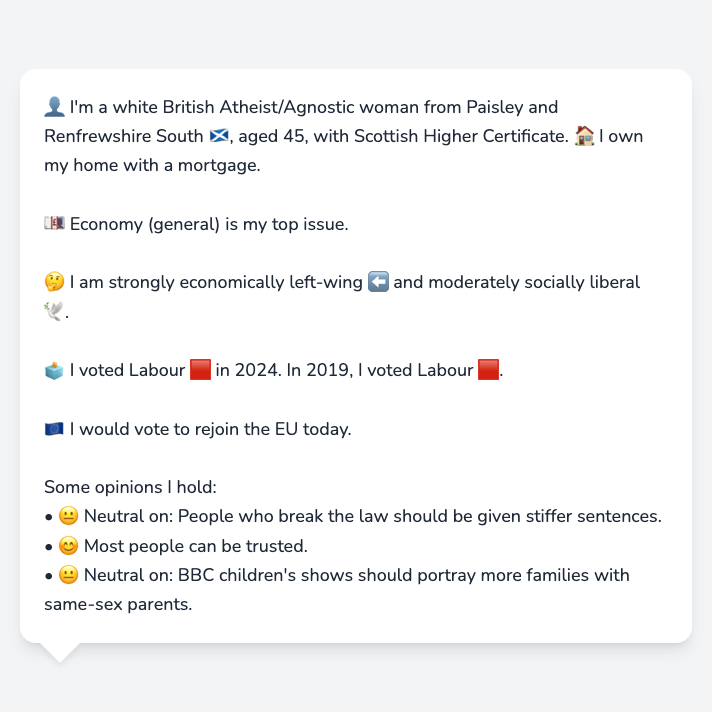 👤 I'm a white British Atheist/Agnostic woman from Paisley and
Renfrewshire South 🏴󠁧󠁢󠁳󠁣󠁴󠁿, aged 45, with Scottish Higher Certificate. 🏠 I own
my home with a mortgage.
💷 Economy (general) is my top issue.
🤔 I am strongly economically left-wing ⬅️ and moderately socially liberal
🕊️.
🗳️ I voted Labour 🟥 in 2024. In 2019, I voted Labour 🟥.
🇪🇺 I would vote to rejoin the EU today.
Some opinions I hold:
• 😐 Neutral on: People who break the law should be given stiffer sentences.
• 😊 Most people can be trusted.
• 😐 Neutral on: BBC children's shows should portray more families with
same-sex parents.